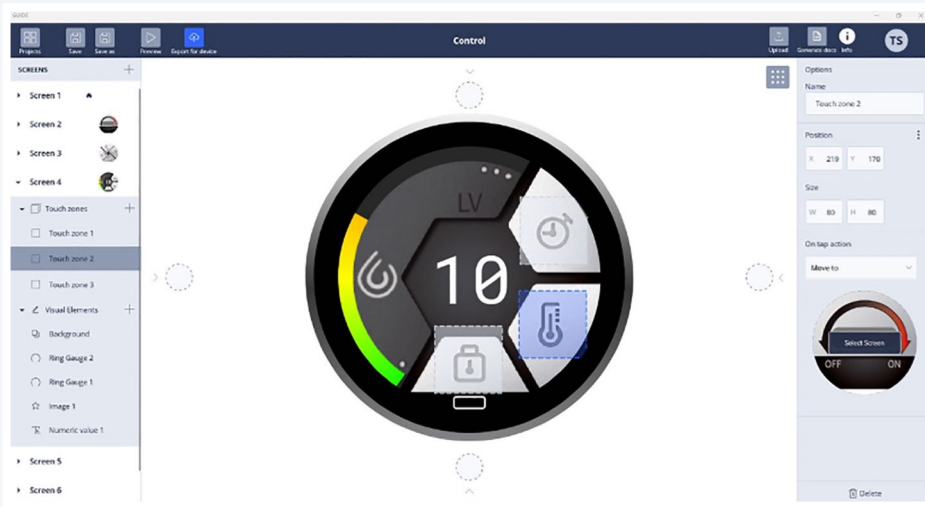 GUIDE
Projects Save Save as Preview Export for device Control Upload Generate docs Info TS
SCREENS
Screen 1
Screen 2
Screen 3
Screen 4
Touch zones
Touch zone 1
Touch zone 2
Touch zone 3
Visual Elements
Background
Ring Gauge 2
Ring Gauge 1
Image 1
Numeric value 1
Screen 5
Screen 6
LV
10
Options
Name
Touch zone 2
Position
X 219 Y 170
Size
W 80 H 80
On tap action
Move to
Select Screen
OFF ON
Delete